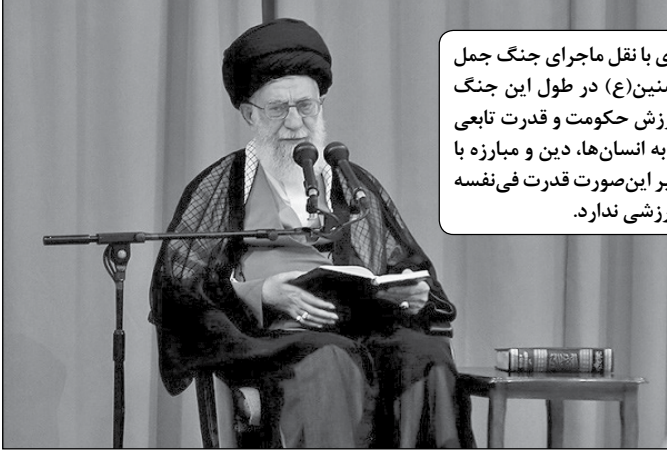 ی با نقل ماجرای جنگ جمل
منین(ع) در طول این جنگ
رزش حکومت و قدرت تابعی
به انسان‌ها، دین و مبارزه با
یر این‌صورت قدرت فی‌نفسه
رزشی ندارد.